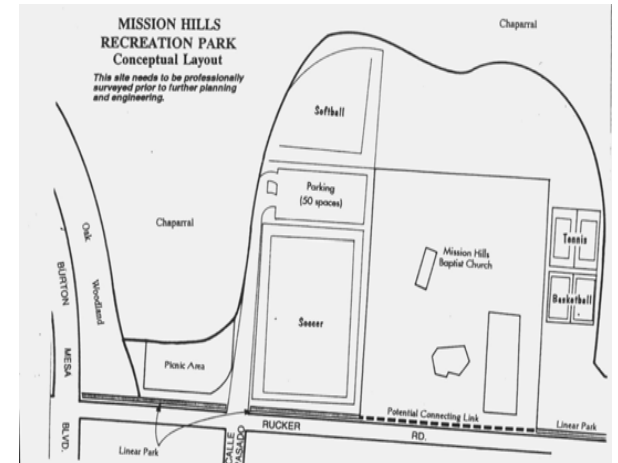 MISSION HILLS
RECREATION PARK
Conceptual Layout
This site needs to be professionally
surveyed prior to further planning
and engineering.
Chaparral
Softball
Parking
(50 spaces)
Chaparral
Oak
Woodland
Mission Hills
Baptist Church
Tennis
Basketball
BURTON
MESA
BLVD.
Soccer
Picnic Area
Potential Connecting Link
Linear Park
RUCKER
RD.
Linear Park
CALLE